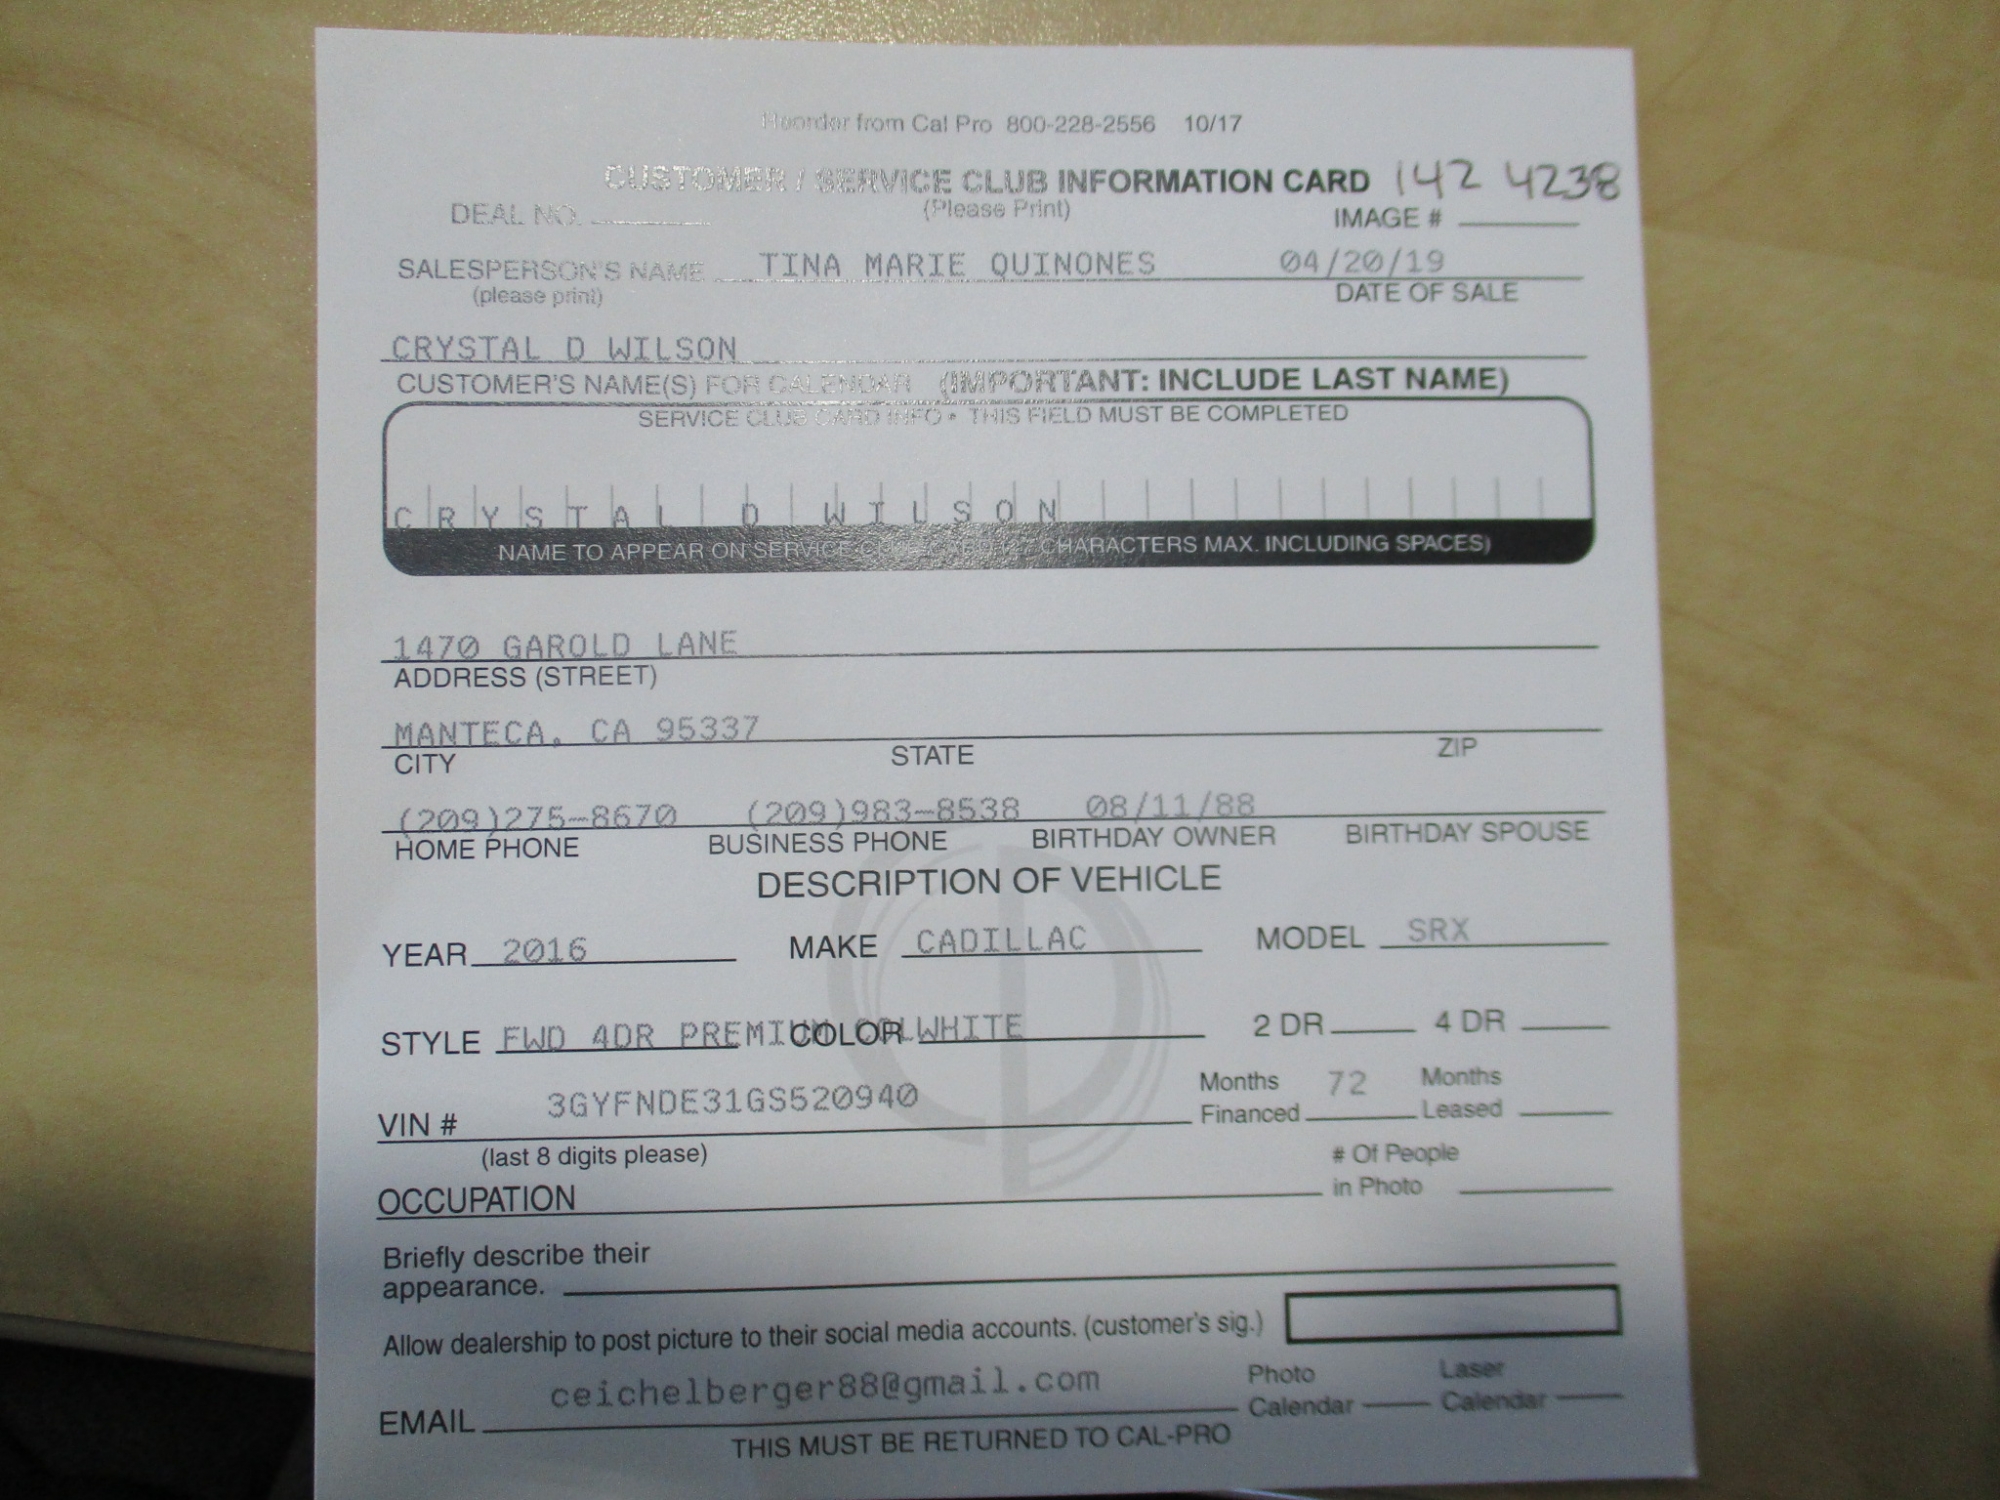 Reorder from Cal Pro 800-228-2556 10/17
CUSTOMER / SERVICE CLUB INFORMATION CARD 142 4238
DEAL NO. (Please Print) IMAGE #
SALESPERSON'S NAME TINA MARIE QUINONES 04/20/19
(please print) DATE OF SALE
CRYSTAL D WILSON
CUSTOMER'S NAME(S) FOR CALENDAR (IMPORTANT: INCLUDE LAST NAME)
SERVICE CLUB CARD INFO • THIS FIELD MUST BE COMPLETED
CRYSTAL D WILSON
NAME TO APPEAR ON SERVICE CLUB CARD CHARACTERS MAX. INCLUDING SPACES)
1470 GAROLD LANE
ADDRESS (STREET)
MANTECA, CA 95337
CITY STATE ZIP
(209)275-8670 (209)983-8538 08/11/88
HOME PHONE BUSINESS PHONE BIRTHDAY OWNER BIRTHDAY SPOUSE
DESCRIPTION OF VEHICLE
YEAR 2016 MAKE CADILLAC MODEL SRX
STYLE FWD 4DR PREMIUM COLOR WHITE 2 DR 4 DR
VIN # 3GYFNDE31GS520940 Months Financed 72 Months Leased
(last 8 digits please) # Of People in Photo
OCCUPATION
Briefly describe their
appearance.
Allow dealership to post picture to their social media accounts. (customer's sig.)
EMAIL ceichelberger88@gmail.com Photo Calendar Laser Calendar
THIS MUST BE RETURNED TO CAL-PRO